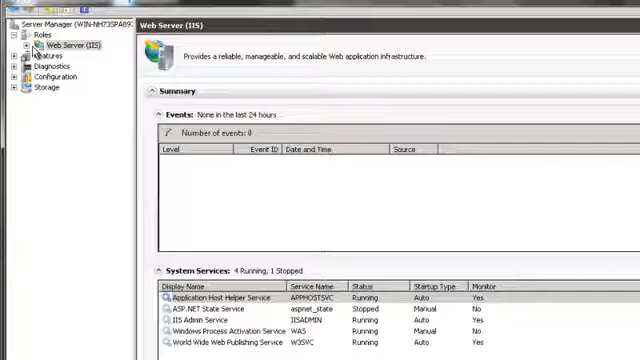 Server Manager (WIN-NH73SPA897
Roles
Web Server (IIS)
Features
Diagnostics
Configuration
Storage
Web Server (IIS)
Provides a reliable, manageable, and scalable Web application infrastructure.
Summary
Events: None in the last 24 hours
Number of events: 0
Level Event ID Date and Time Source
System Services: 4 Running, 1 Stopped
Display Name Service Name Status Startup Type Monitor
Application Host Helper Service APPHOSTSVC Running Auto Yes
ASP.NET State Service aspnet_state Stopped Manual No
IIS Admin Service IISADMIN Running Auto Yes
Windows Process Activation Service WAS Running Manual No
World Wide Web Publishing Service W3SVC Running Auto Yes